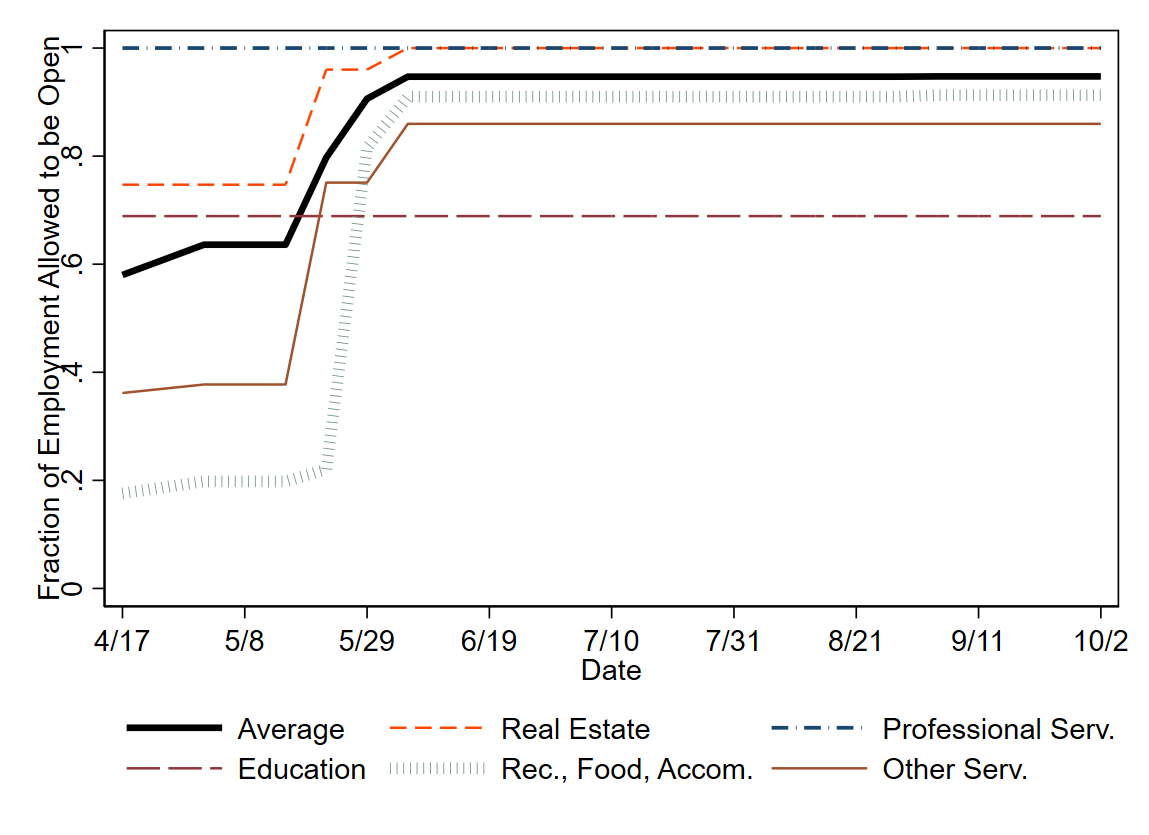 Fraction of Employment Allowed to be Open
1
.8
.6
.4
.2
0
4/17 5/8 5/29 6/19 7/10 7/31 8/21 9/11 10/2
Date
Average Real Estate Professional Serv.
Education Rec., Food, Accom. Other Serv.